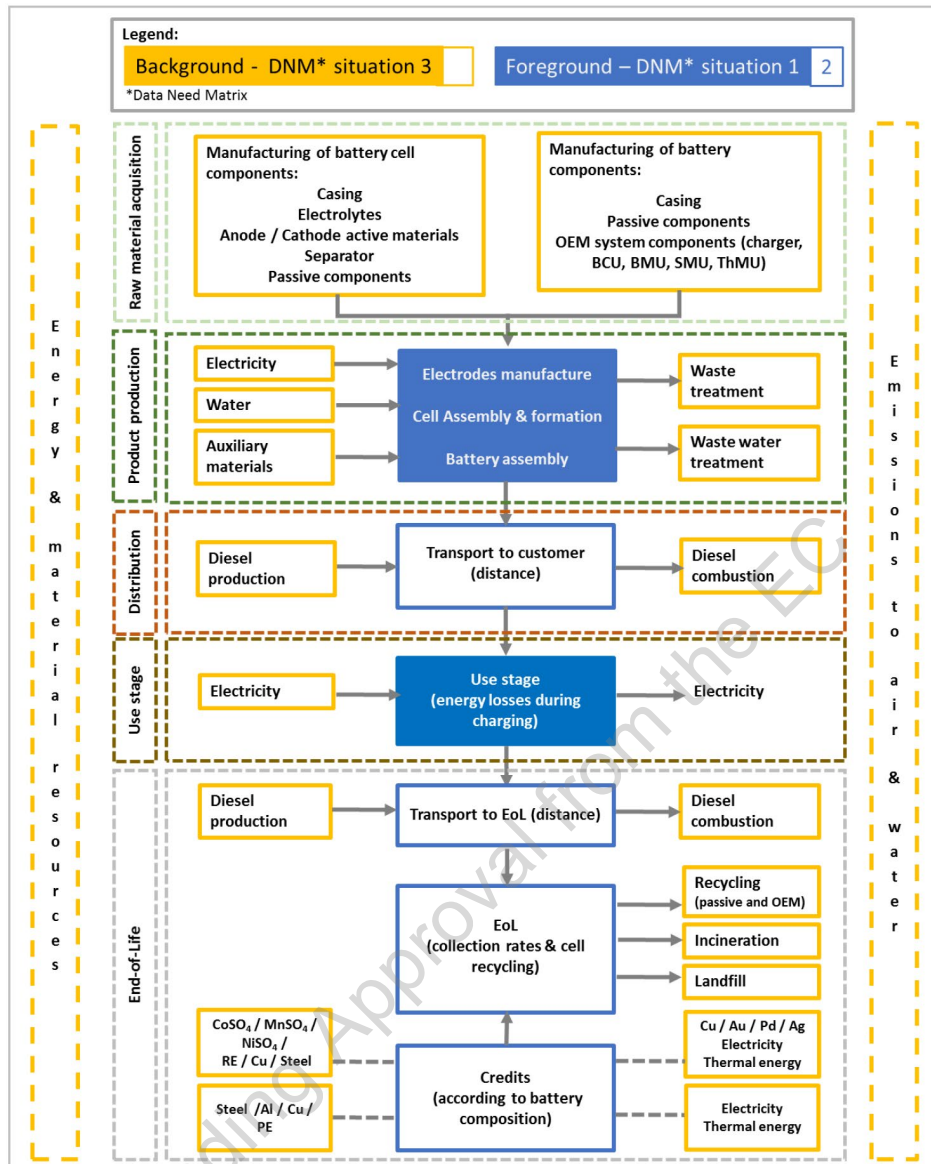 Legend:
Background - DNM* situation 3
Foreground – DNM* situation 1
2
*Data Need Matrix
Energy & material resources
Emissions to air & water
Raw material acquisition
Manufacturing of battery cell
components:
Casing
Electrolytes
Anode / Cathode active materials
Separator
Passive components
Manufacturing of battery
components:
Casing
Passive components
OEM system components (charger,
BCU, BMU, SMU, ThMU)
Product production
Electricity
Water
Auxiliary
materials
Electrodes manufacture
Cell Assembly & formation
Battery assembly
Waste
treatment
Waste water
treatment
Distribution
Diesel
production
Transport to customer
(distance)
Diesel
combustion
Use stage
Electricity
Use stage
(energy losses during
charging)
Electricity
End-of-Life
Diesel
production
Transport to EoL (distance)
Diesel
combustion
EoL
(collection rates & cell
recycling)
Recycling
(passive and OEM)
Incineration
Landfill
CoSO₄ / MnSO₄ /
NiSO₄ /
RE / Cu / Steel
Steel /Al / Cu /
PE
Credits
(according to battery
composition)
Cu / Au / Pd / Ag
Electricity
Thermal energy
Electricity
Thermal energy
ding Approval from the EC